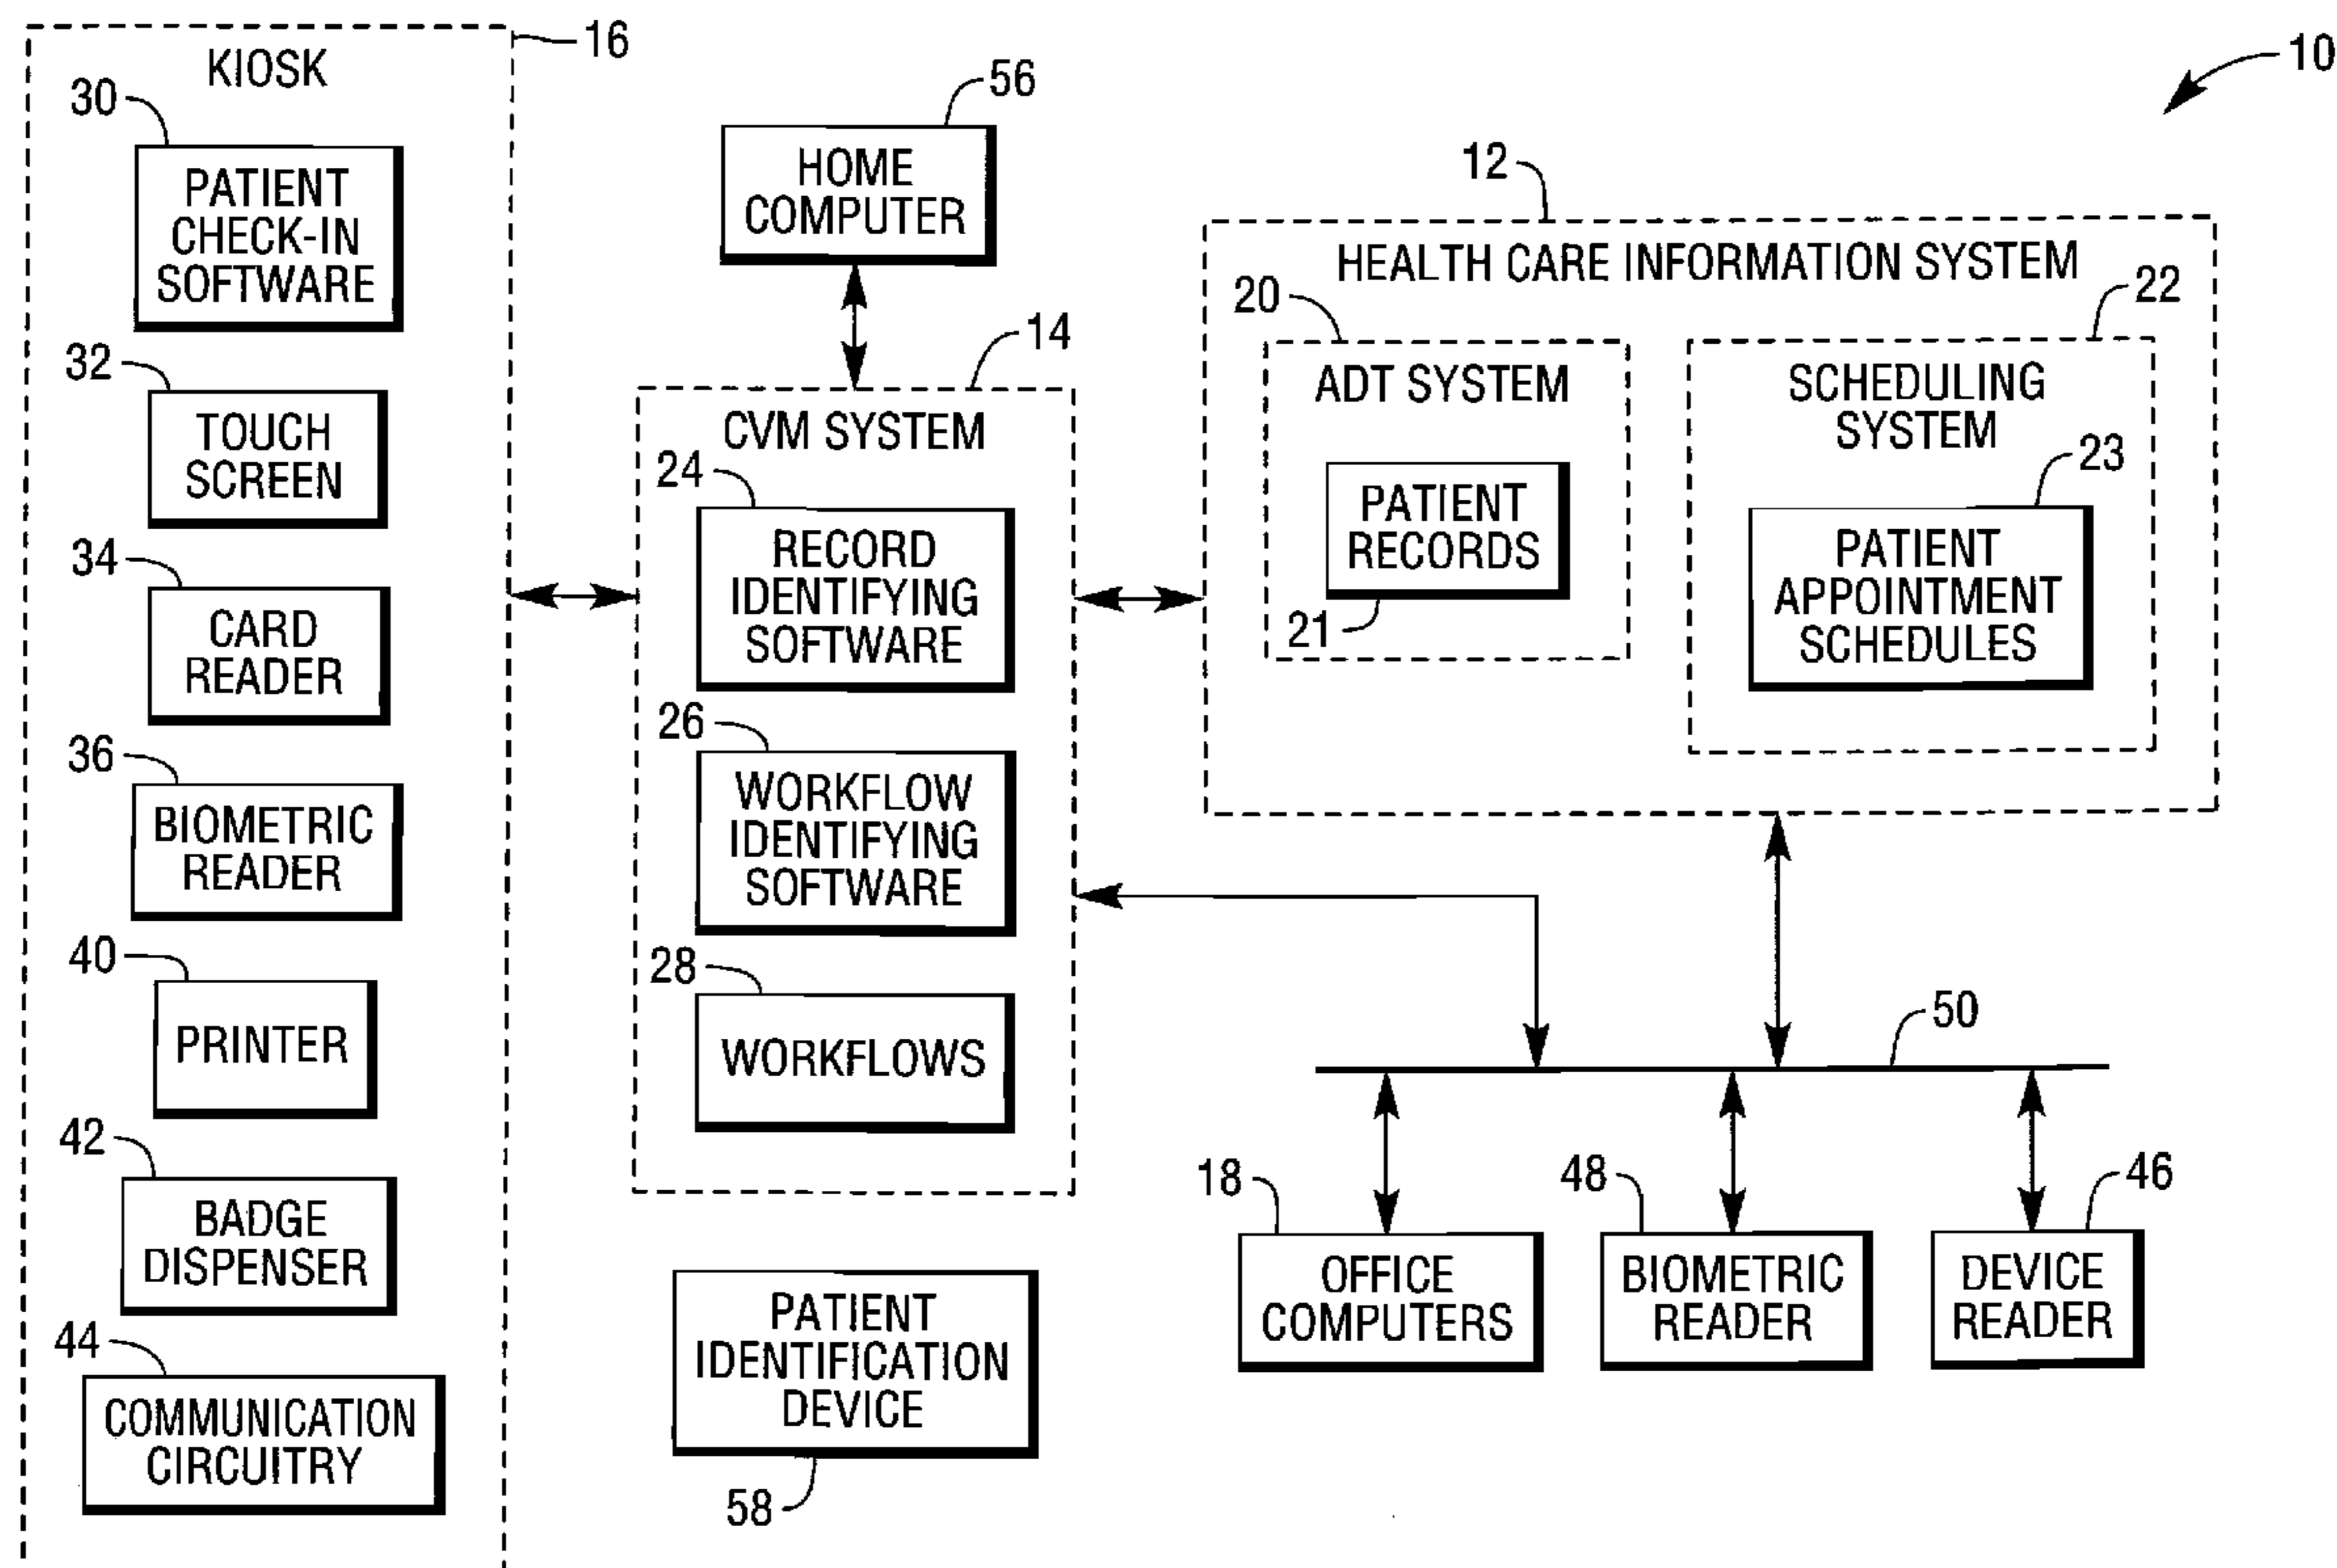 10
16
KIOSK
30
PATIENT
CHECK-IN
SOFTWARE
32
TOUCH
SCREEN
34
CARD
READER
36
BIOMETRIC
READER
40
PRINTER
42
BADGE
DISPENSER
44
COMMUNICATION
CIRCUITRY
56
HOME
COMPUTER
14
CVM SYSTEM
24
RECORD
IDENTIFYING
SOFTWARE
26
WORKFLOW
IDENTIFYING
SOFTWARE
28
WORKFLOWS
PATIENT
IDENTIFICATION
DEVICE
58
12
HEALTH CARE INFORMATION SYSTEM
20
ADT SYSTEM
PATIENT
RECORDS
21
22
SCHEDULING
SYSTEM
23
PATIENT
APPOINTMENT
SCHEDULES
50
18
OFFICE
COMPUTERS
48
BIOMETRIC
READER
46
DEVICE
READER